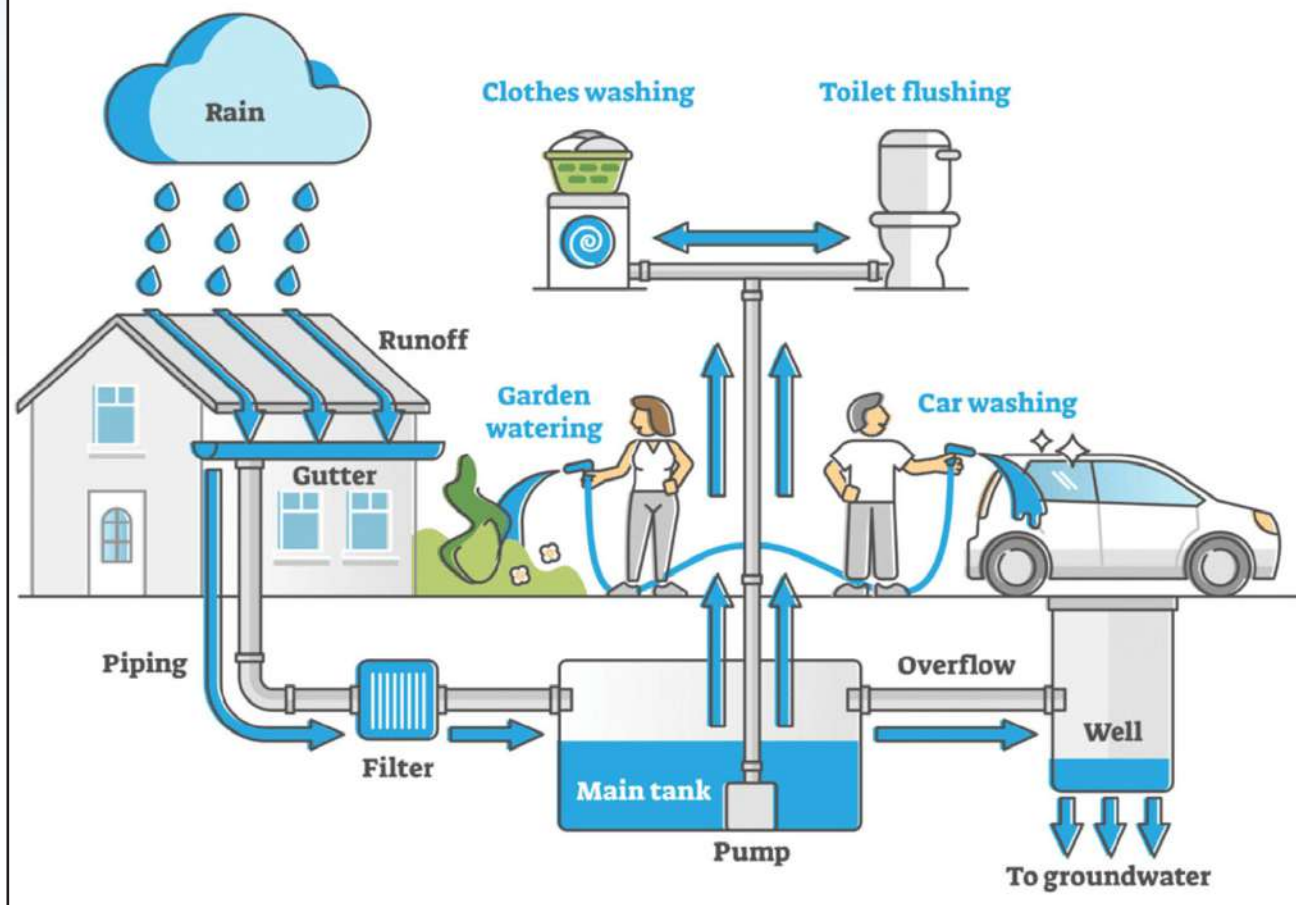 Rain
Clothes washing
Toilet flushing
Runoff
Garden
watering
Car washing
Gutter
Piping
Overflow
Filter
Main tank
Well
Pump
To groundwater